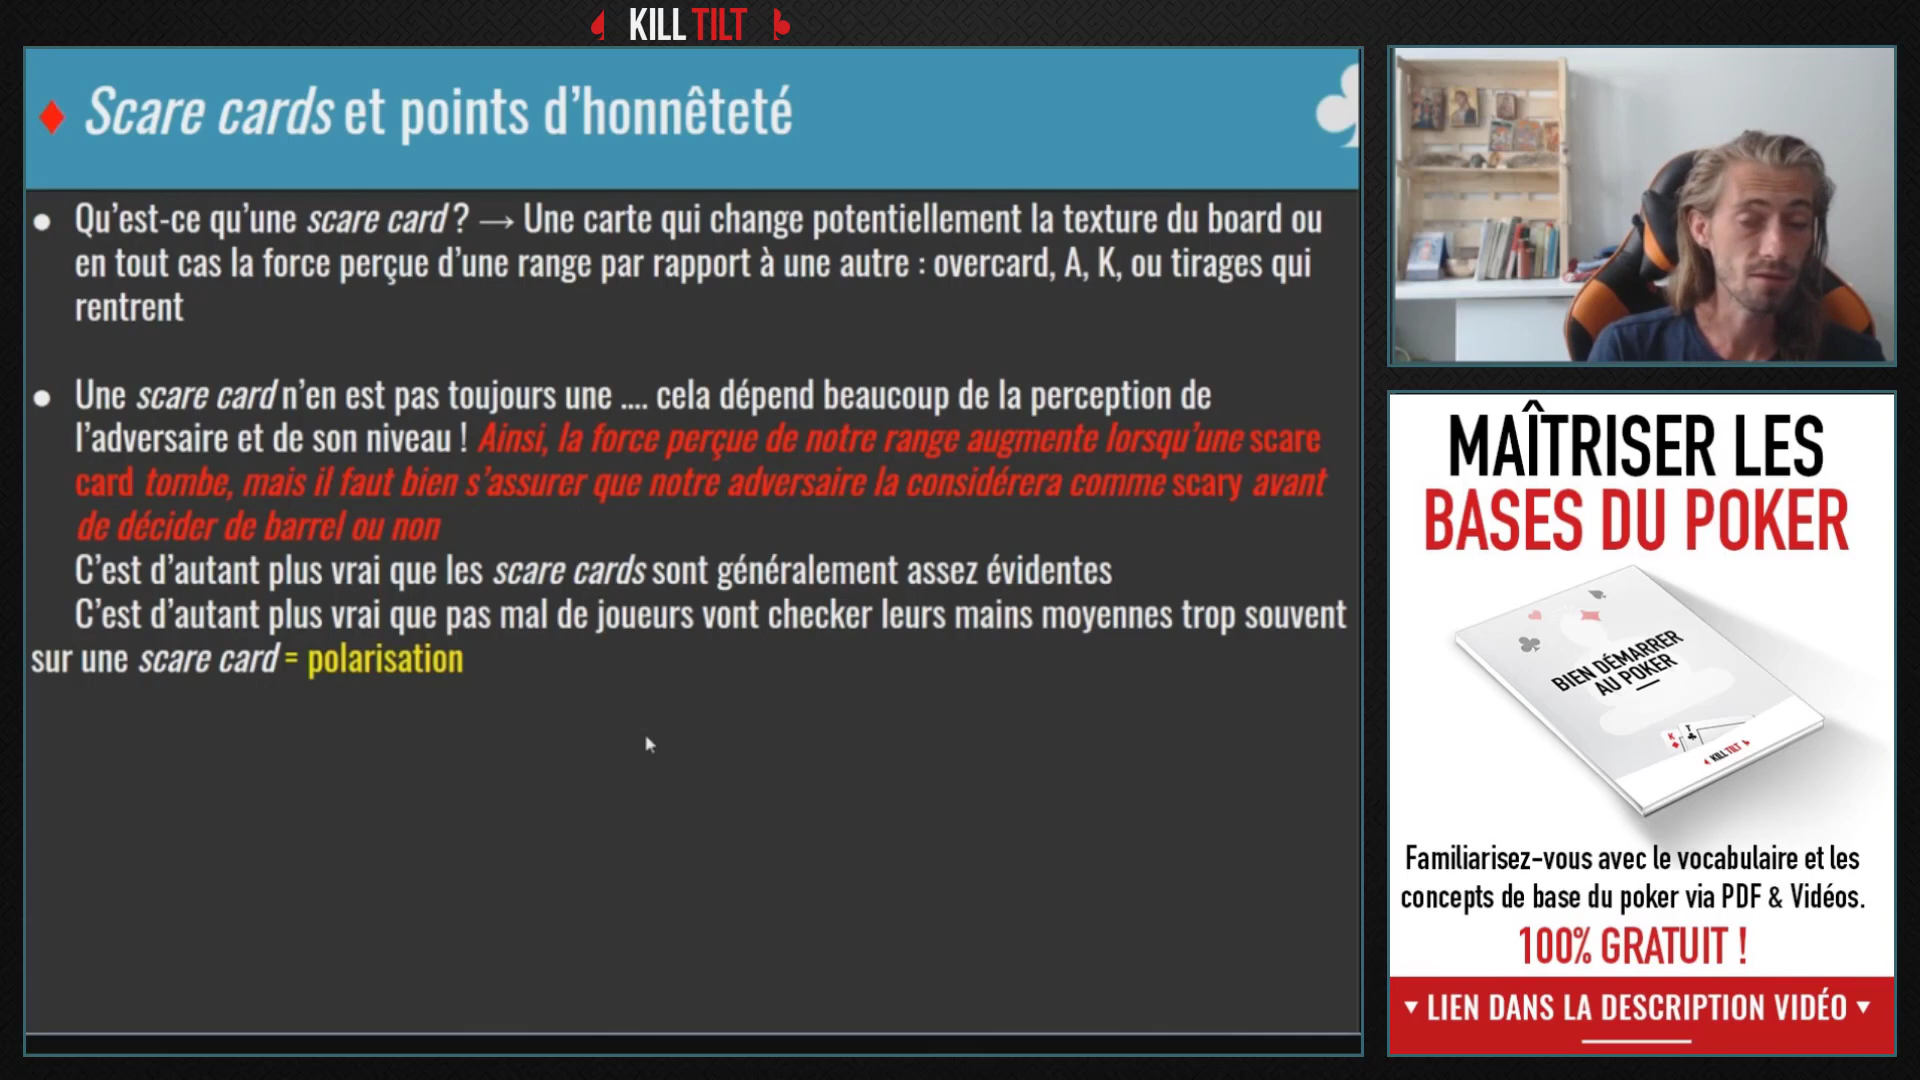 KILL TILT
Scare cards et points d’honnêteté
● Qu’est-ce qu’une scare card ? → Une carte qui change potentiellement la texture du board ou
en tout cas la force perçue d’une range par rapport à une autre : overcard, A, K, ou tirages qui
rentrent
● Une scare card n’en est pas toujours une .... cela dépend beaucoup de la perception de
l’adversaire et de son niveau ! Ainsi, la force perçue de notre range augmente lorsqu’une scare
card tombe, mais il faut bien s’assurer que notre adversaire la considérera comme scary avant
de décider de barrel ou non
C’est d’autant plus vrai que les scare cards sont généralement assez évidentes
C’est d’autant plus vrai que pas mal de joueurs vont checker leurs mains moyennes trop souvent
sur une scare card = polarisation
MAÎTRISER LES
BASES DU POKER
BIEN DÉMARRER
AU POKER
K
T
KILL TILT
Familiarisez-vous avec le vocabulaire et les
concepts de base du poker via PDF & Vidéos.
100% GRATUIT !
▼ LIEN DANS LA DESCRIPTION VIDÉO ▼